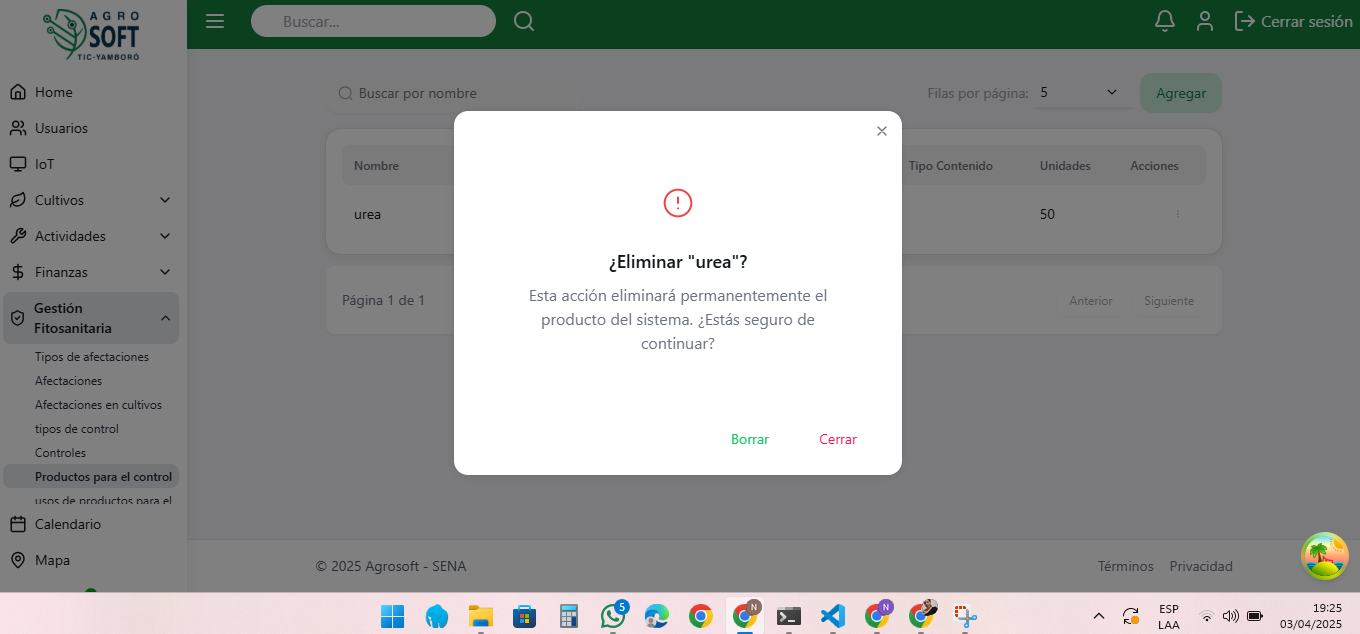 AGRO
SOFT
TIC-YAMBORÓ
Buscar...
Cerrar sesión
Home
Usuarios
IoT
Cultivos
Actividades
Finanzas
Gestión
Fitosanitaria
Tipos de afectaciones
Afectaciones
Afectaciones en cultivos
tipos de control
Controles
Productos para el control
usos de productos para el
Calendario
Mapa
Buscar por nombre
Filas por página: 5
Agregar
Nombre
Tipo Contenido
Unidades
Acciones
urea
50
Página 1 de 1
Anterior
Siguiente
¿Eliminar "urea"?
Esta acción eliminará permanentemente el
producto del sistema. ¿Estás seguro de
continuar?
Borrar
Cerrar
© 2025 Agrosoft - SENA
Términos
Privacidad
5
N
N
ESP
LAA
19:25
03/04/2025